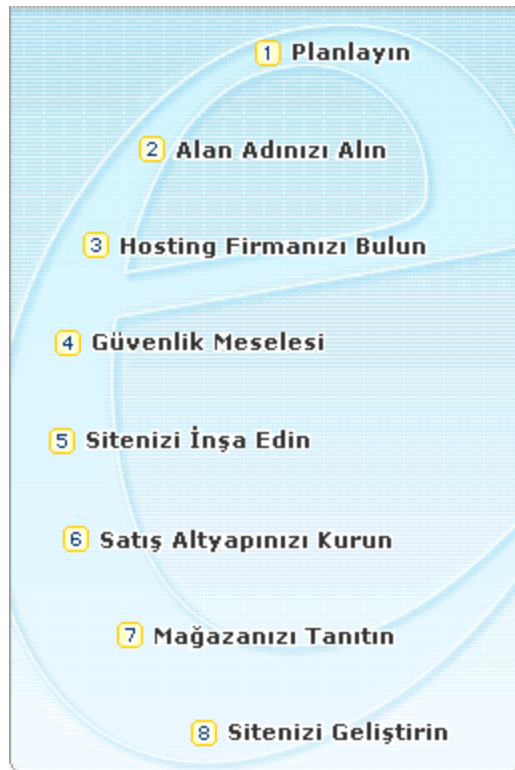 1 Planlayın
2 Alan Adınızı Alın
3 Hosting Firmanızı Bulun
4 Güvenlik Meselesi
5 Sitenizi İnşa Edin
6 Satış Altyapınızı Kurun
7 Mağazanızı Tanıtın
8 Sitenizi Geliştirin